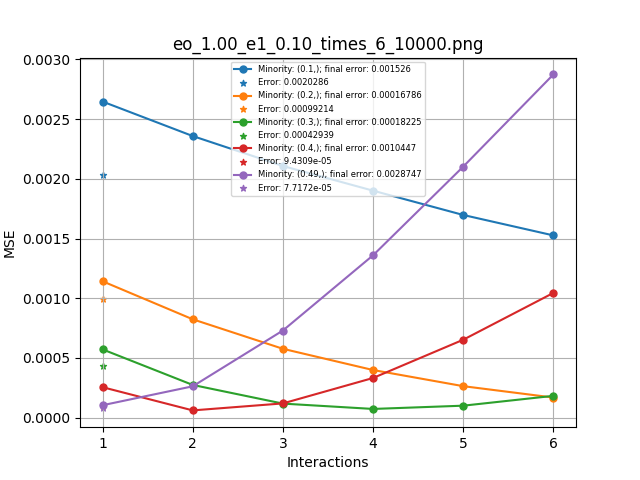 eo_1.00_e1_0.10_times_6_10000.png
0.0030
0.0025
0.0020
0.0015
0.0010
0.0005
0.0000
MSE
Minority: (0.1,); final error: 0.001526
Error: 0.0020286
Minority: (0.2,); final error: 0.00016786
Error: 0.00099214
Minority: (0.3,); final error: 0.00018225
Error: 0.00042939
Minority: (0.4,); final error: 0.0010447
Error: 9.4309e-05
Minority: (0.49,); final error: 0.0028747
Error: 7.7172e-05
1 2 3 4 5 6
Interactions